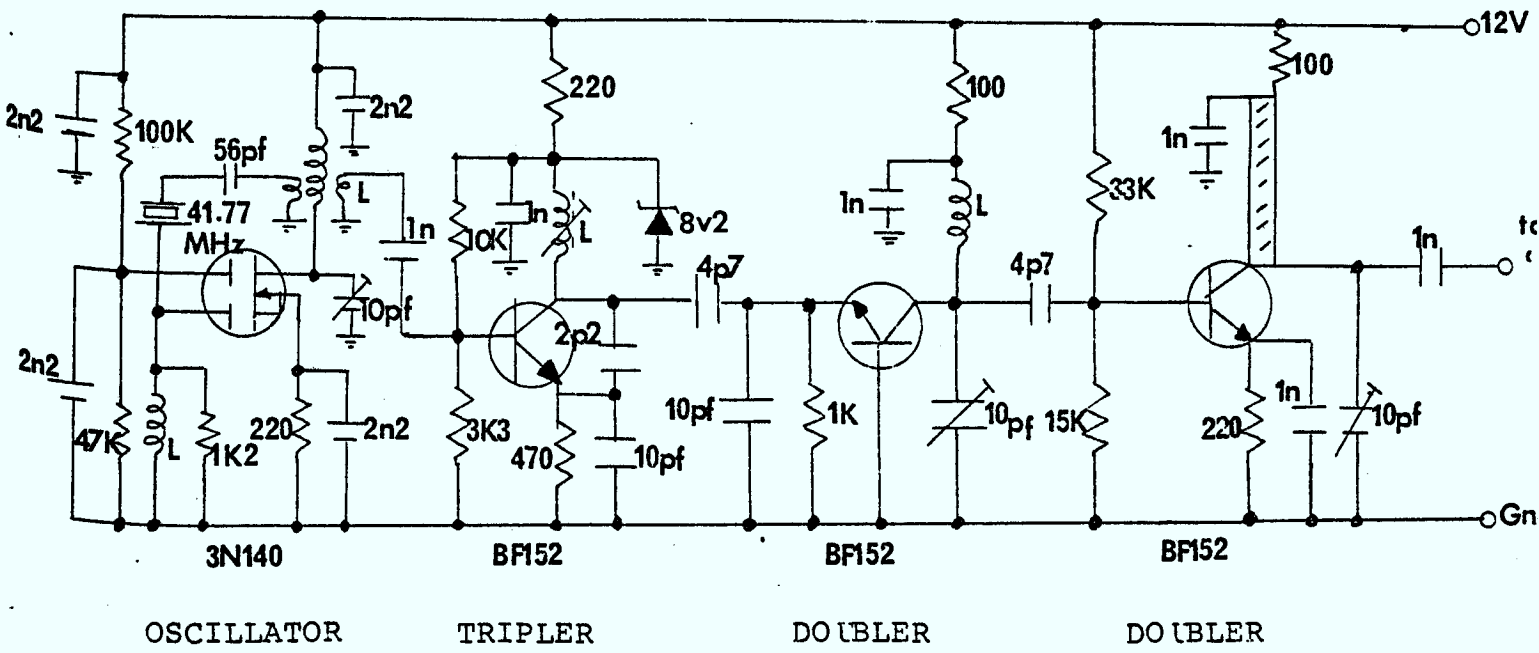 12V
220
100
100
2n2
2n2
100K
1n
56pf
1n
33K
L
1n
L
41.77
MHz
1n
10K
L
8v2
1n
4p7
4p7
10pf
2p2
2n2
10pf
1K
10pf
15K
1n
10pf
47K
L
1K2
220
2n2
3K3
470
10pf
220
Gn
3N140
BF152
BF152
BF152
OSCILLATOR
TRIPLER
DOUBLER
DOUBLER